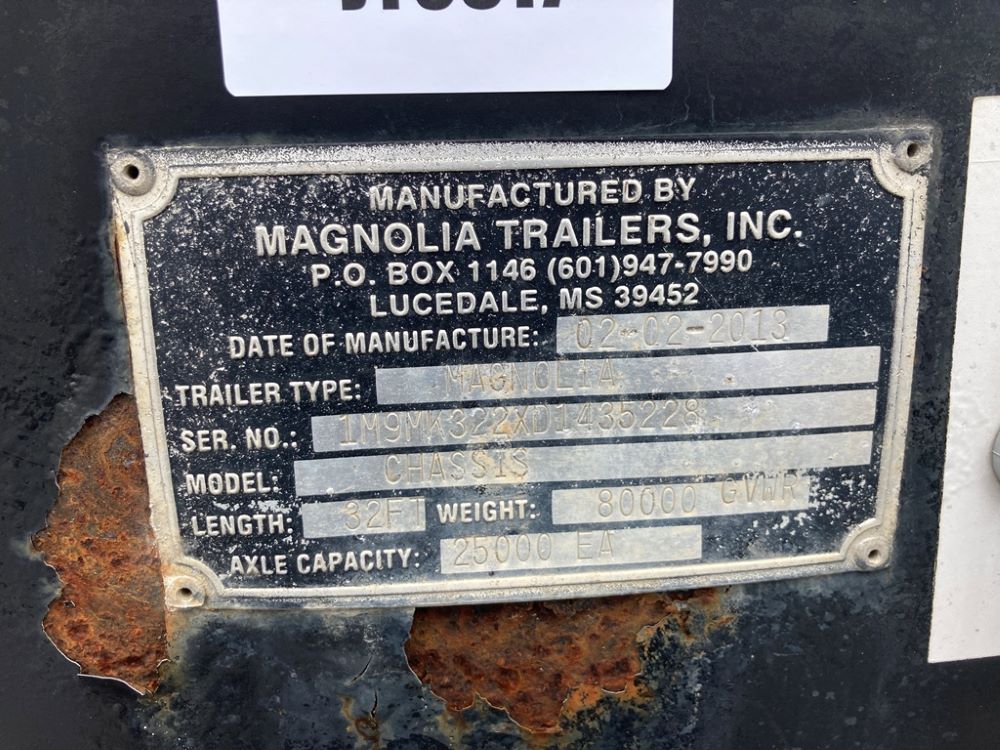 MANUFACTURED BY
MAGNOLIA TRAILERS, INC.
P.O. BOX 1146 (601)947-7990
LUCEDALE, MS 39452
DATE OF MANUFACTURE: 02-02-2013
TRAILER TYPE: MAGNOLIA
SER. NO.: 1M9MK322XD1435228
MODEL: CHASSIS
LENGTH: 32FT WEIGHT: 80000 GVWR
AXLE CAPACITY: 25000 EA